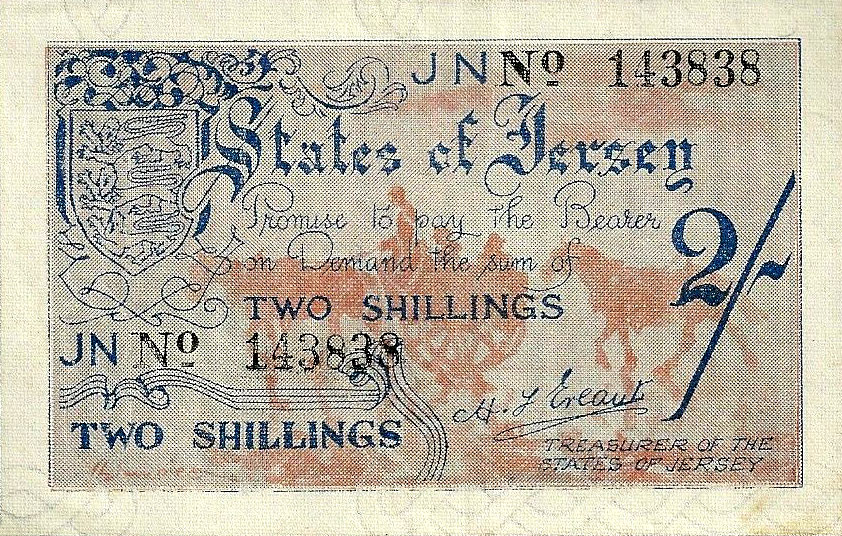 JN No 143838
States of Jersey
Promise to pay the Bearer
on Demand the sum of
2/-
TWO SHILLINGS
JN No 143838
TWO SHILLINGS
H. F. Ereaut
TREASURER OF THE
STATES OF JERSEY